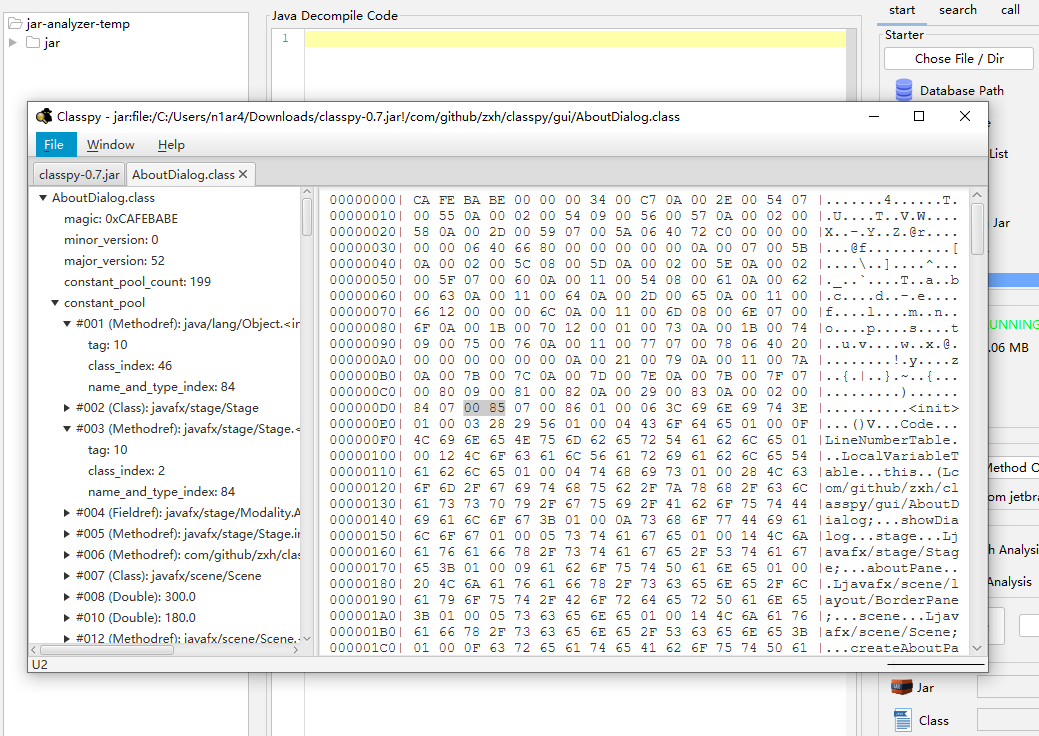 jar-analyzer-temp
jar
Java Decompile Code
1
start search call
Starter
Chose File / Dir
Database Path
List
Jar
UNNING
.06 MB
Method
om jetbra
h Analysis
Analysis
Jar
Class
Classpy - jar:file:/C:/Users/n1ar4/Downloads/classpy-0.7.jar!/com/github/zxh/classpy/gui/AboutDialog.class
File Window Help
classpy-0.7.jar AboutDialog.class
AboutDialog.class
magic: 0xCAFEBABE
minor_version: 0
major_version: 52
constant_pool_count: 199
constant_pool
#001 (Methodref): java/lang/Object.<in
tag: 10
class_index: 46
name_and_type_index: 84
#002 (Class): javafx/stage/Stage
#003 (Methodref): javafx/stage/Stage.<
tag: 10
class_index: 2
name_and_type_index: 84
#004 (Fieldref): javafx/stage/Modality.A
#005 (Methodref): javafx/stage/Stage.in
#006 (Methodref): com/github/zxh/clas
#007 (Class): javafx/scene/Scene
#008 (Double): 300.0
#010 (Double): 180.0
#012 (Methodref): javafx/scene/Scene.<
00000000| CA FE BA BE 00 00 00 34 00 C7 0A 00 2E 00 54 07 |.......4......T.
00000010| 00 55 0A 00 02 00 54 09 00 56 00 57 0A 00 02 00 |.U....T..V.W....
00000020| 58 0A 00 2D 00 59 07 00 5A 06 40 72 C0 00 00 00 |X..-.Y..Z.@r....
00000030| 00 00 06 40 66 80 00 00 00 00 00 0A 00 07 00 5B |...@f..........[
00000040| 0A 00 02 00 5C 08 00 5D 0A 00 02 00 5E 0A 00 02 |....\..]....^...
00000050| 00 5F 07 00 60 0A 00 11 00 54 08 00 61 0A 00 62 |._..`....T..a..b
00000060| 00 63 0A 00 11 00 64 0A 00 2D 00 65 0A 00 11 00 |.c....d..-.e....
00000070| 66 12 00 00 00 6C 0A 00 11 00 6D 08 00 6E 07 00 |f....l....m..n..
00000080| 6F 0A 00 1B 00 70 12 00 01 00 73 0A 00 1B 00 74 |o....p....s....t
00000090| 09 00 75 00 76 0A 00 11 00 77 07 00 78 06 40 20 |..u.v....w..x.@.
000000A0| 00 00 00 00 00 00 0A 00 21 00 79 0A 00 11 00 7A |........!.y....z
000000B0| 0A 00 7B 00 7C 0A 00 7D 00 7E 0A 00 7B 00 7F 07 |..{.|..}.~..{...
000000C0| 00 80 09 00 81 00 82 0A 00 29 00 83 0A 00 02 00 |.........)......
000000D0| 84 07 00 85 07 00 86 01 00 06 3C 69 6E 69 74 3E |..........<init>
000000E0| 01 00 03 28 29 56 01 00 04 43 6F 64 65 01 00 0F |...()V...Code...
000000F0| 4C 69 6E 65 4E 75 6D 62 65 72 54 61 62 6C 65 01 |LineNumberTable.
00000100| 00 12 4C 6F 63 61 6C 56 61 72 69 61 62 6C 65 54 |..LocalVariableT
00000110| 61 62 6C 65 01 00 04 74 68 69 73 01 00 28 4C 63 |able...this..(Lc
00000120| 6F 6D 2F 67 69 74 68 75 62 2F 7A 78 68 2F 63 6C |om/github/zxh/cl
00000130| 61 73 73 70 79 2F 67 75 69 2F 41 62 6F 75 74 44 |asspy/gui/AboutD
00000140| 69 61 6C 6F 67 3B 01 00 0A 73 68 6F 77 44 69 61 |ialog;...showDia
00000150| 6C 6F 67 01 00 05 73 74 61 67 65 01 00 14 4C 6A |log...stage...Lj
00000160| 61 76 61 66 78 2F 73 74 61 67 65 2F 53 74 61 67 |avafx/stage/Stag
00000170| 65 3B 01 00 09 61 62 6F 75 74 50 61 6E 65 01 00 |e;...aboutPane..
00000180| 20 4C 6A 61 76 61 66 78 2F 73 63 65 6E 65 2F 6C |.Ljavafx/scene/l
00000190| 61 79 6F 75 74 2F 42 6F 72 64 65 72 50 61 6E 65 |ayout/BorderPane
000001A0| 3B 01 00 05 73 63 65 6E 65 01 00 14 4C 6A 61 76 |;...scene...Ljav
000001B0| 61 66 78 2F 73 63 65 6E 65 2F 53 63 65 6E 65 3B |afx/scene/Scene;
000001C0| 01 00 0F 63 72 65 61 74 65 41 62 6F 75 74 50 61 |...createAboutPa
U2